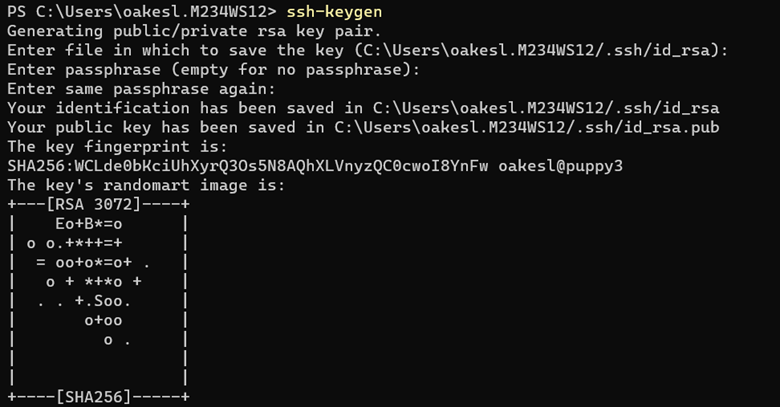 PS C:\Users\oakesl.M234WS12> ssh-keygen
Generating public/private rsa key pair.
Enter file in which to save the key (C:\Users\oakesl.M234WS12/.ssh/id_rsa):
Enter passphrase (empty for no passphrase):
Enter same passphrase again:
Your identification has been saved in C:\Users\oakesl.M234WS12/.ssh/id_rsa
Your public key has been saved in C:\Users\oakesl.M234WS12/.ssh/id_rsa.pub
The key fingerprint is:
SHA256:WCLde0bKciUhXyrQ3Os5N8AQhXLVnyzQC0cwoI8YnFw oakesl@puppy3
The key's randomart image is:
+---[RSA 3072]----+
|    Eo+B*=o      |
| o o.+*++=+      |
|  = oo+o*=o+ .   |
|   o + *+*o +    |
|  . . +.Soo.     |
|       o+oo      |
|         o .     |
|                 |
|                 |
+----[SHA256]-----+